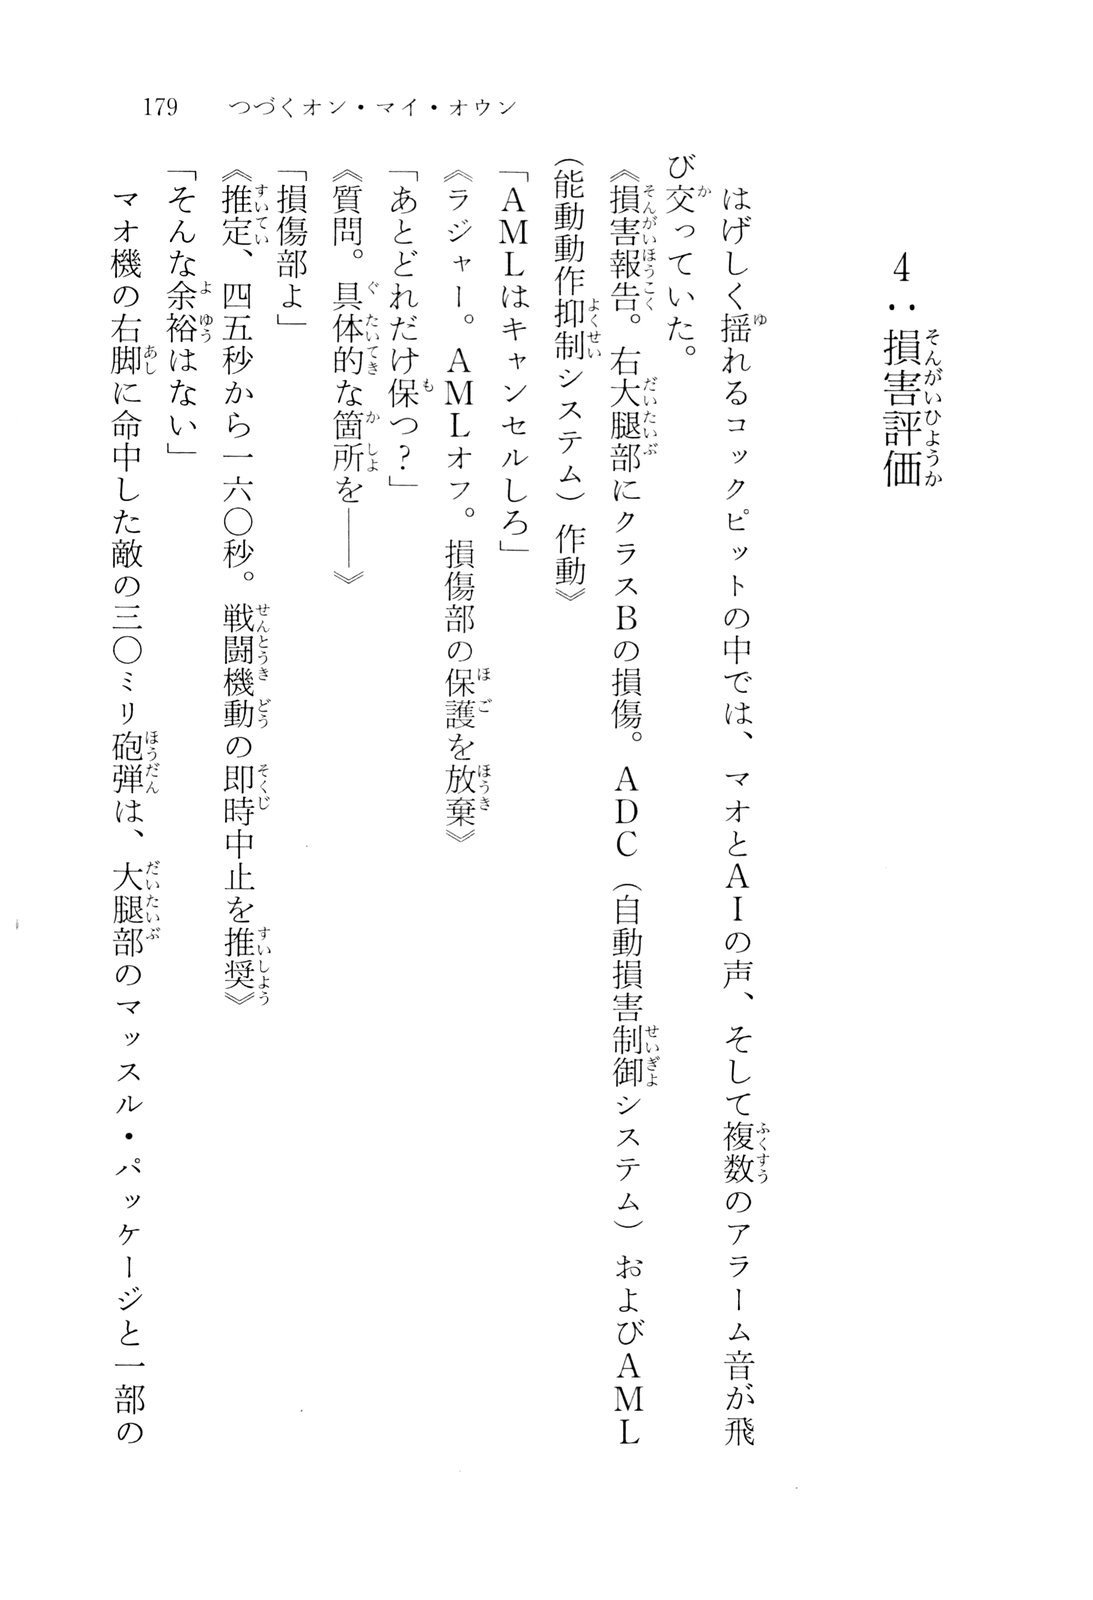 179 つづくオン・マイ・オウン
4:損害評価
はげしく揺れるコックピットの中では、マオとAIの声、そして複数のアラーム音が飛
び交っていた。
《損害報告。右大腿部にクラスBの損傷。ADC(自動損害制御システム)およびAML
(能動動作抑制システム)作動》
「AMLはキャンセルしろ」
《ラジャー。AMLオフ。損傷部の保護を放棄》
「あとどれだけ保つ?」
《質問。具体的な箇所を――》
「損傷部よ」
《推定、四五秒から一六〇秒。戦闘機動の即時中止を推奨》
「そんな余裕はない」
マオ機の右脚に命中した敵の三〇ミリ砲弾は、大腿部のマッスル・パッケージと一部の